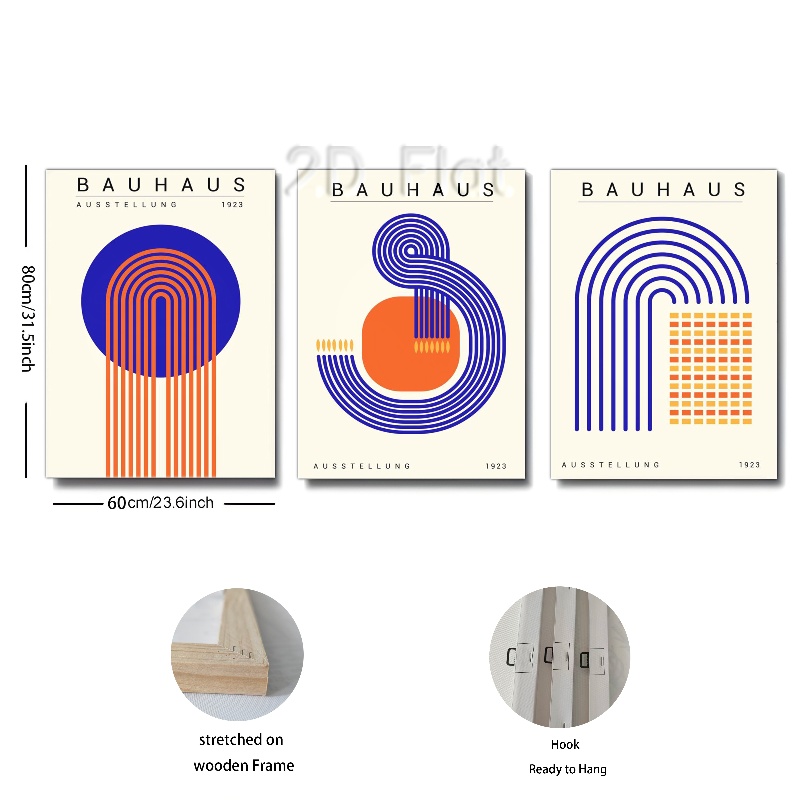 2D Flat
BAUHAUS
AUSSTELLUNG 1923
BAUHAUS
AUSSTELLUNG 1923
BAUHAUS
AUSSTELLUNG 1923
80cm/31.5inch
60cm/23.6inch
stretched on
wooden Frame
Hook
Ready to Hang